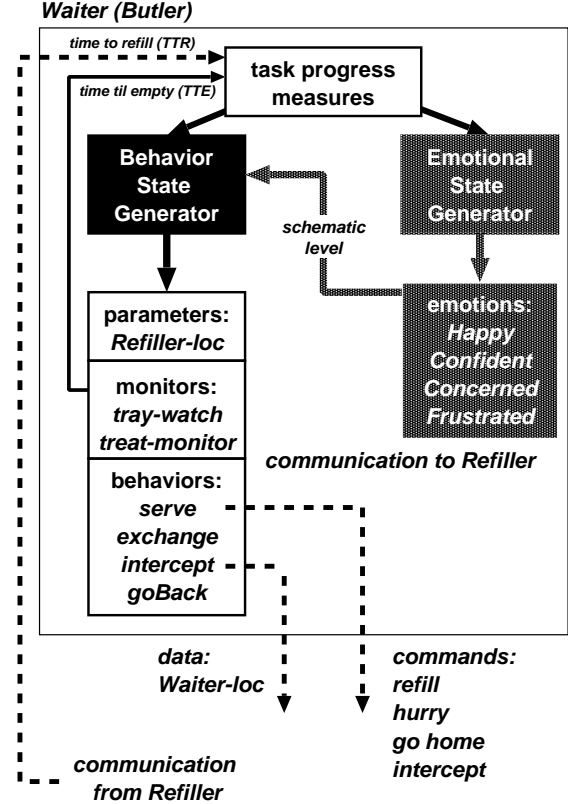 Waiter (Butler)
time to refill (TTR)
time til empty (TTE)
task progress
measures
Behavior
State
Generator
Emotional
State
Generator
schematic
level
parameters:
Refiller-loc
emotions:
Happy
Confident
Concerned
Frustrated
monitors:
tray-watch
treat-monitor
communication to Refiller
behaviors:
serve
exchange
intercept
goBack
data:
Waiter-loc
commands:
refill
hurry
go home
intercept
communication
from Refiller